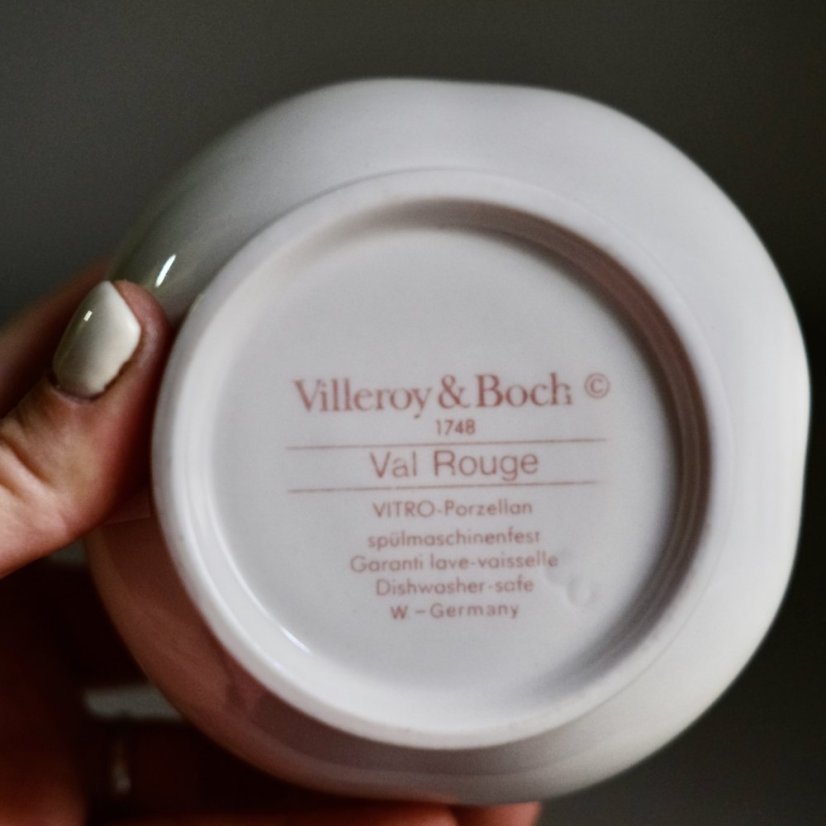 Villeroy & Boch ©
1748
Val Rouge
VITRO-Porzellan
spülmaschinenfest
Garanti lave-vaisselle
Dishwasher-safe
W.-Germany